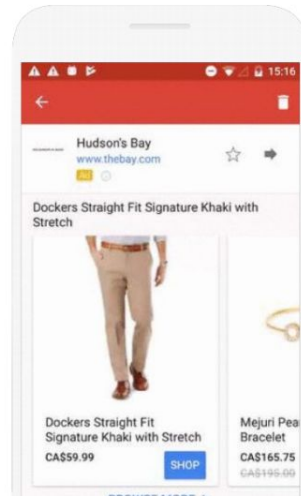 15:16
Hudson's Bay
www.thebay.com
Ad
Dockers Straight Fit Signature Khaki with
Stretch
Dockers Straight Fit
Signature Khaki with Stretch
CA$59.99
SHOP
Mejuri Pea
Bracelet
CA$165.75
CA$195.00